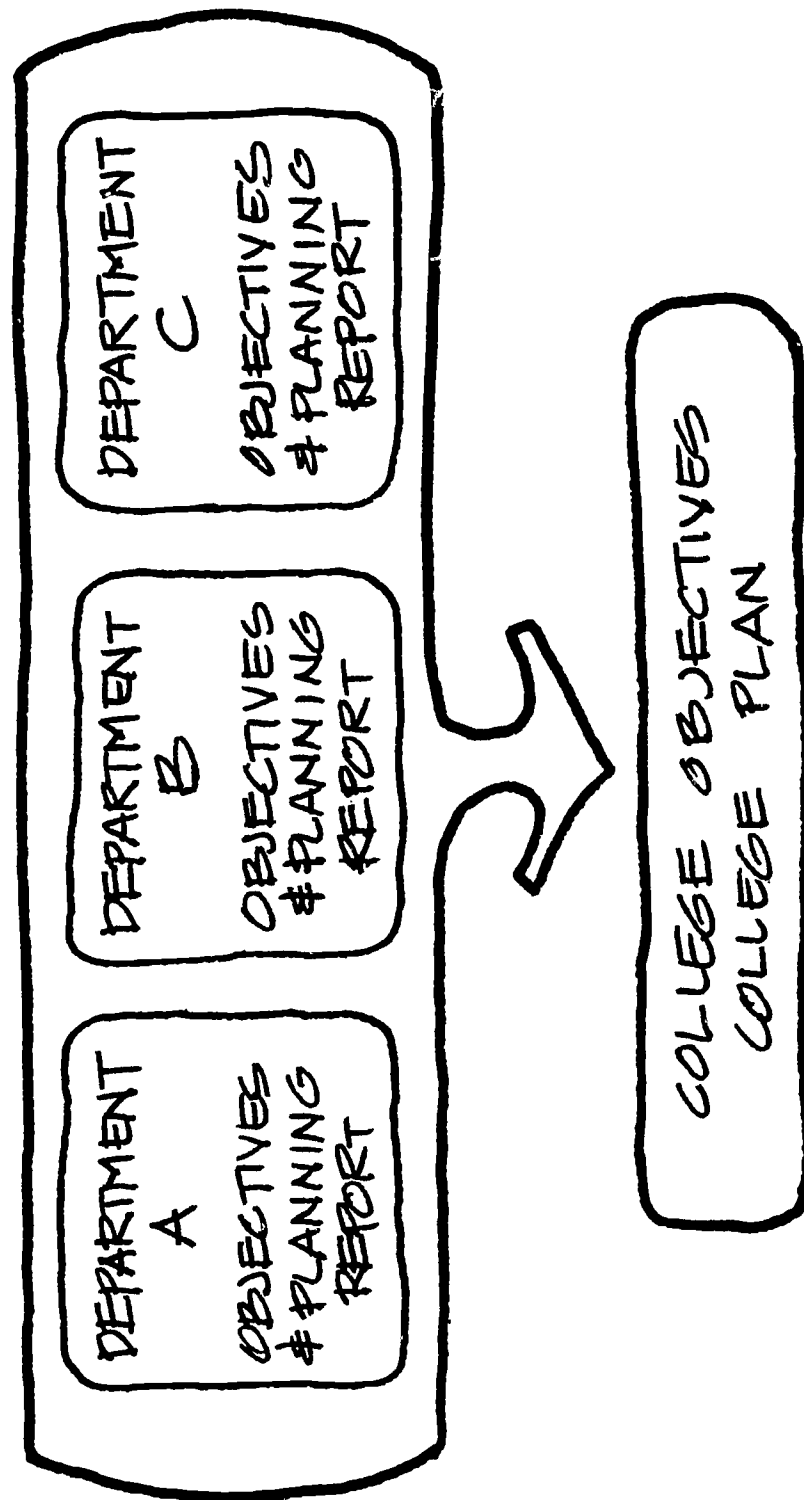 DEPARTMENT
A
OBJECTIVES
& PLANNING
REPORT
DEPARTMENT
B
OBJECTIVES
& PLANNING
REPORT
DEPARTMENT
C
OBJECTIVES
& PLANNING
REPORT
COLLEGE OBJECTIVES
COLLEGE PLAN